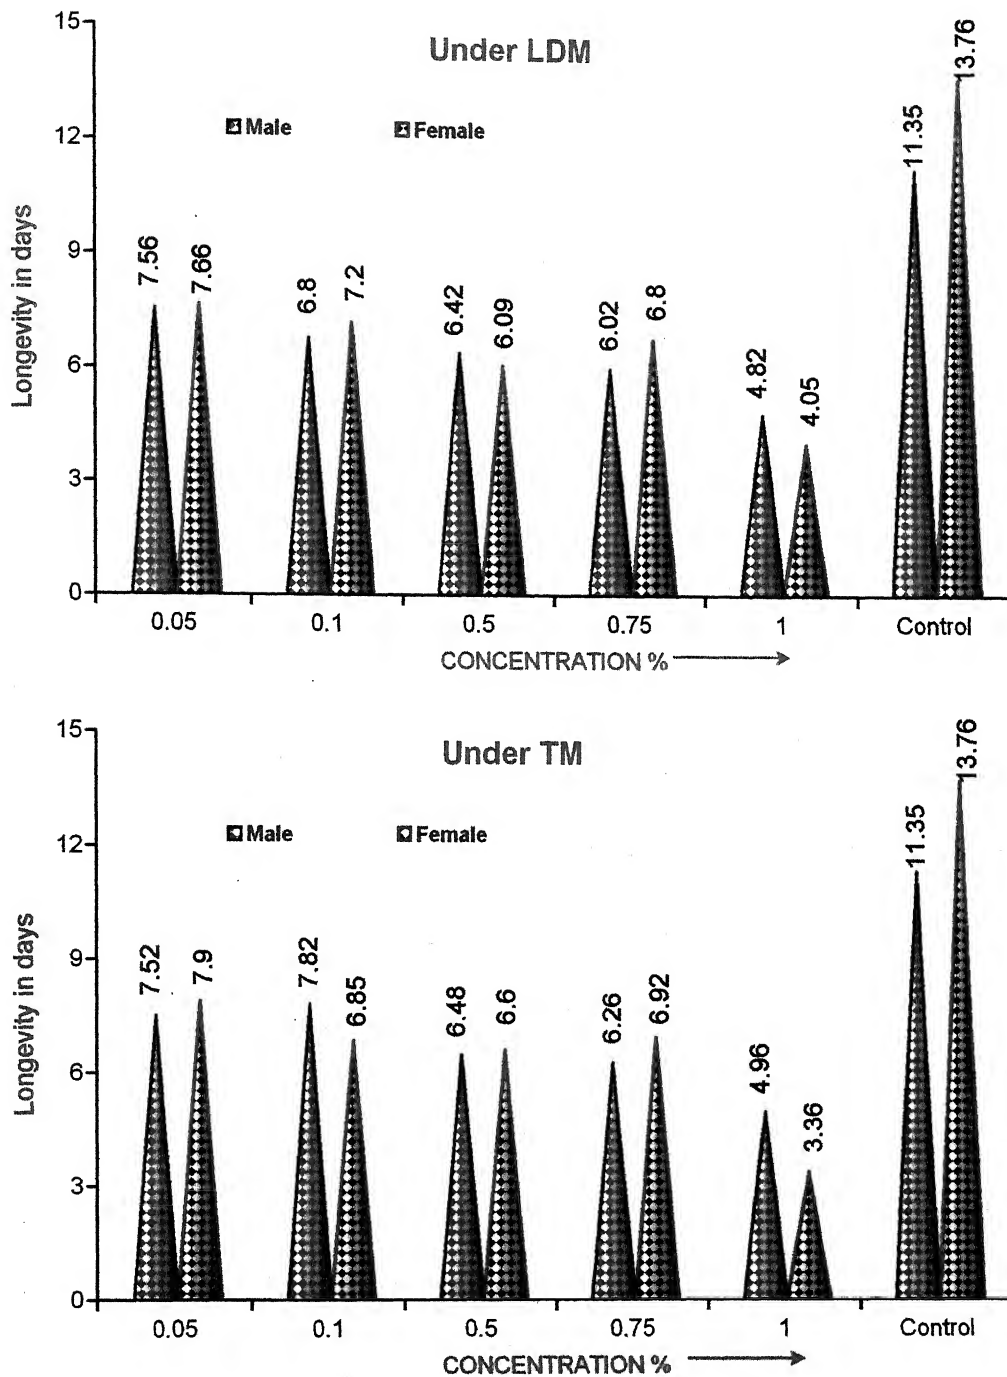 Under LDM
Male Female
Longevity in days
15
12
9
6
3
0
7.56 7.66 6.8 7.2 6.42 6.09 6.02 6.8 4.82 4.05 11.35 13.76
0.05 0.1 0.5 0.75 1 Control
CONCENTRATION %
Under TM
Male Female
Longevity in days
15
12
9
6
3
0
7.52 7.9 7.82 6.85 6.48 6.6 6.26 6.92 4.96 3.36 11.35 13.76
0.05 0.1 0.5 0.75 1 Control
CONCENTRATION %